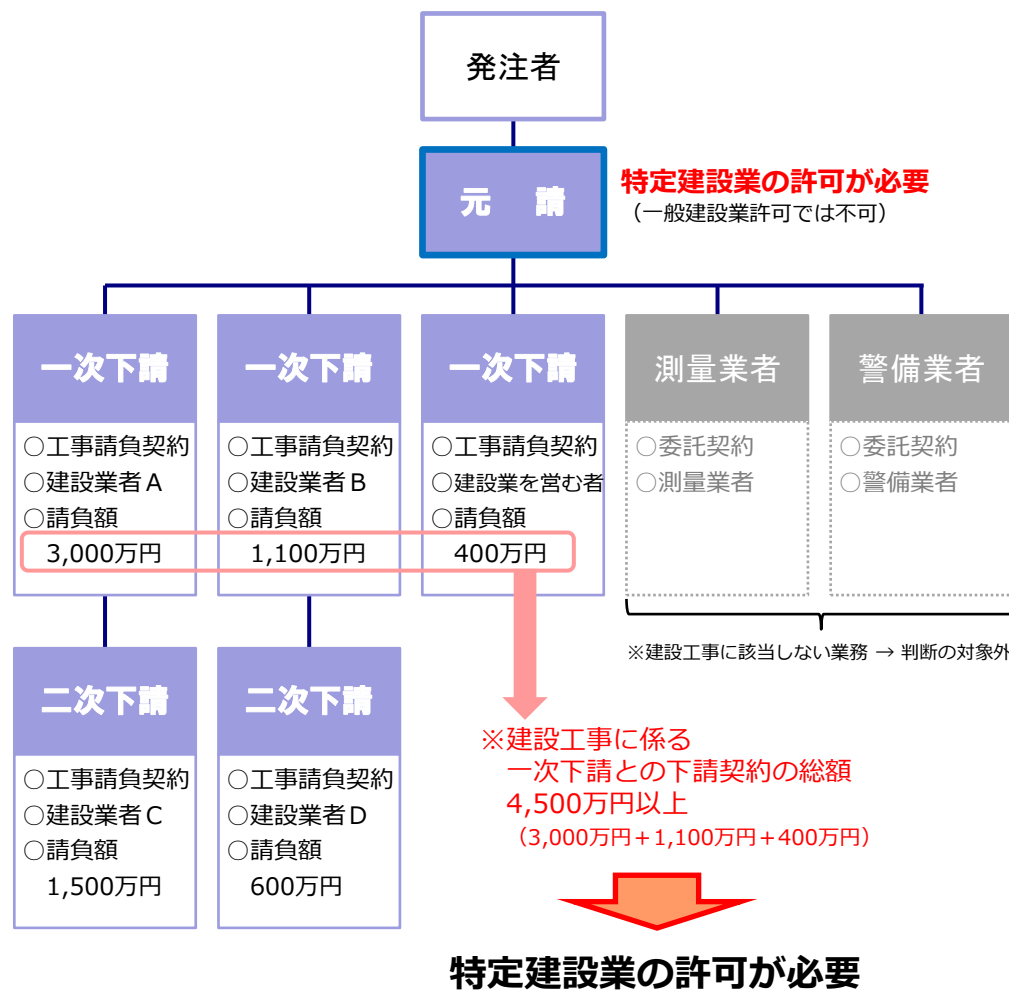 発注者
元 請
特定建設業の許可が必要
（一般建設業許可では不可）
一次下請
○工事請負契約
○建設業者Ａ
○請負額
3,000万円
一次下請
○工事請負契約
○建設業者Ｂ
○請負額
1,100万円
一次下請
○工事請負契約
○建設業を営む者
○請負額
400万円
測量業者
○委託契約
○測量業者
警備業者
○委託契約
○警備業者
※建設工事に該当しない業務 → 判断の対象外
二次下請
○工事請負契約
○建設業者Ｃ
○請負額
1,500万円
二次下請
○工事請負契約
○建設業者Ｄ
○請負額
600万円
※建設工事に係る
一次下請との下請契約の総額
4,500万円以上
（3,000万円＋1,100万円＋400万円）
特定建設業の許可が必要